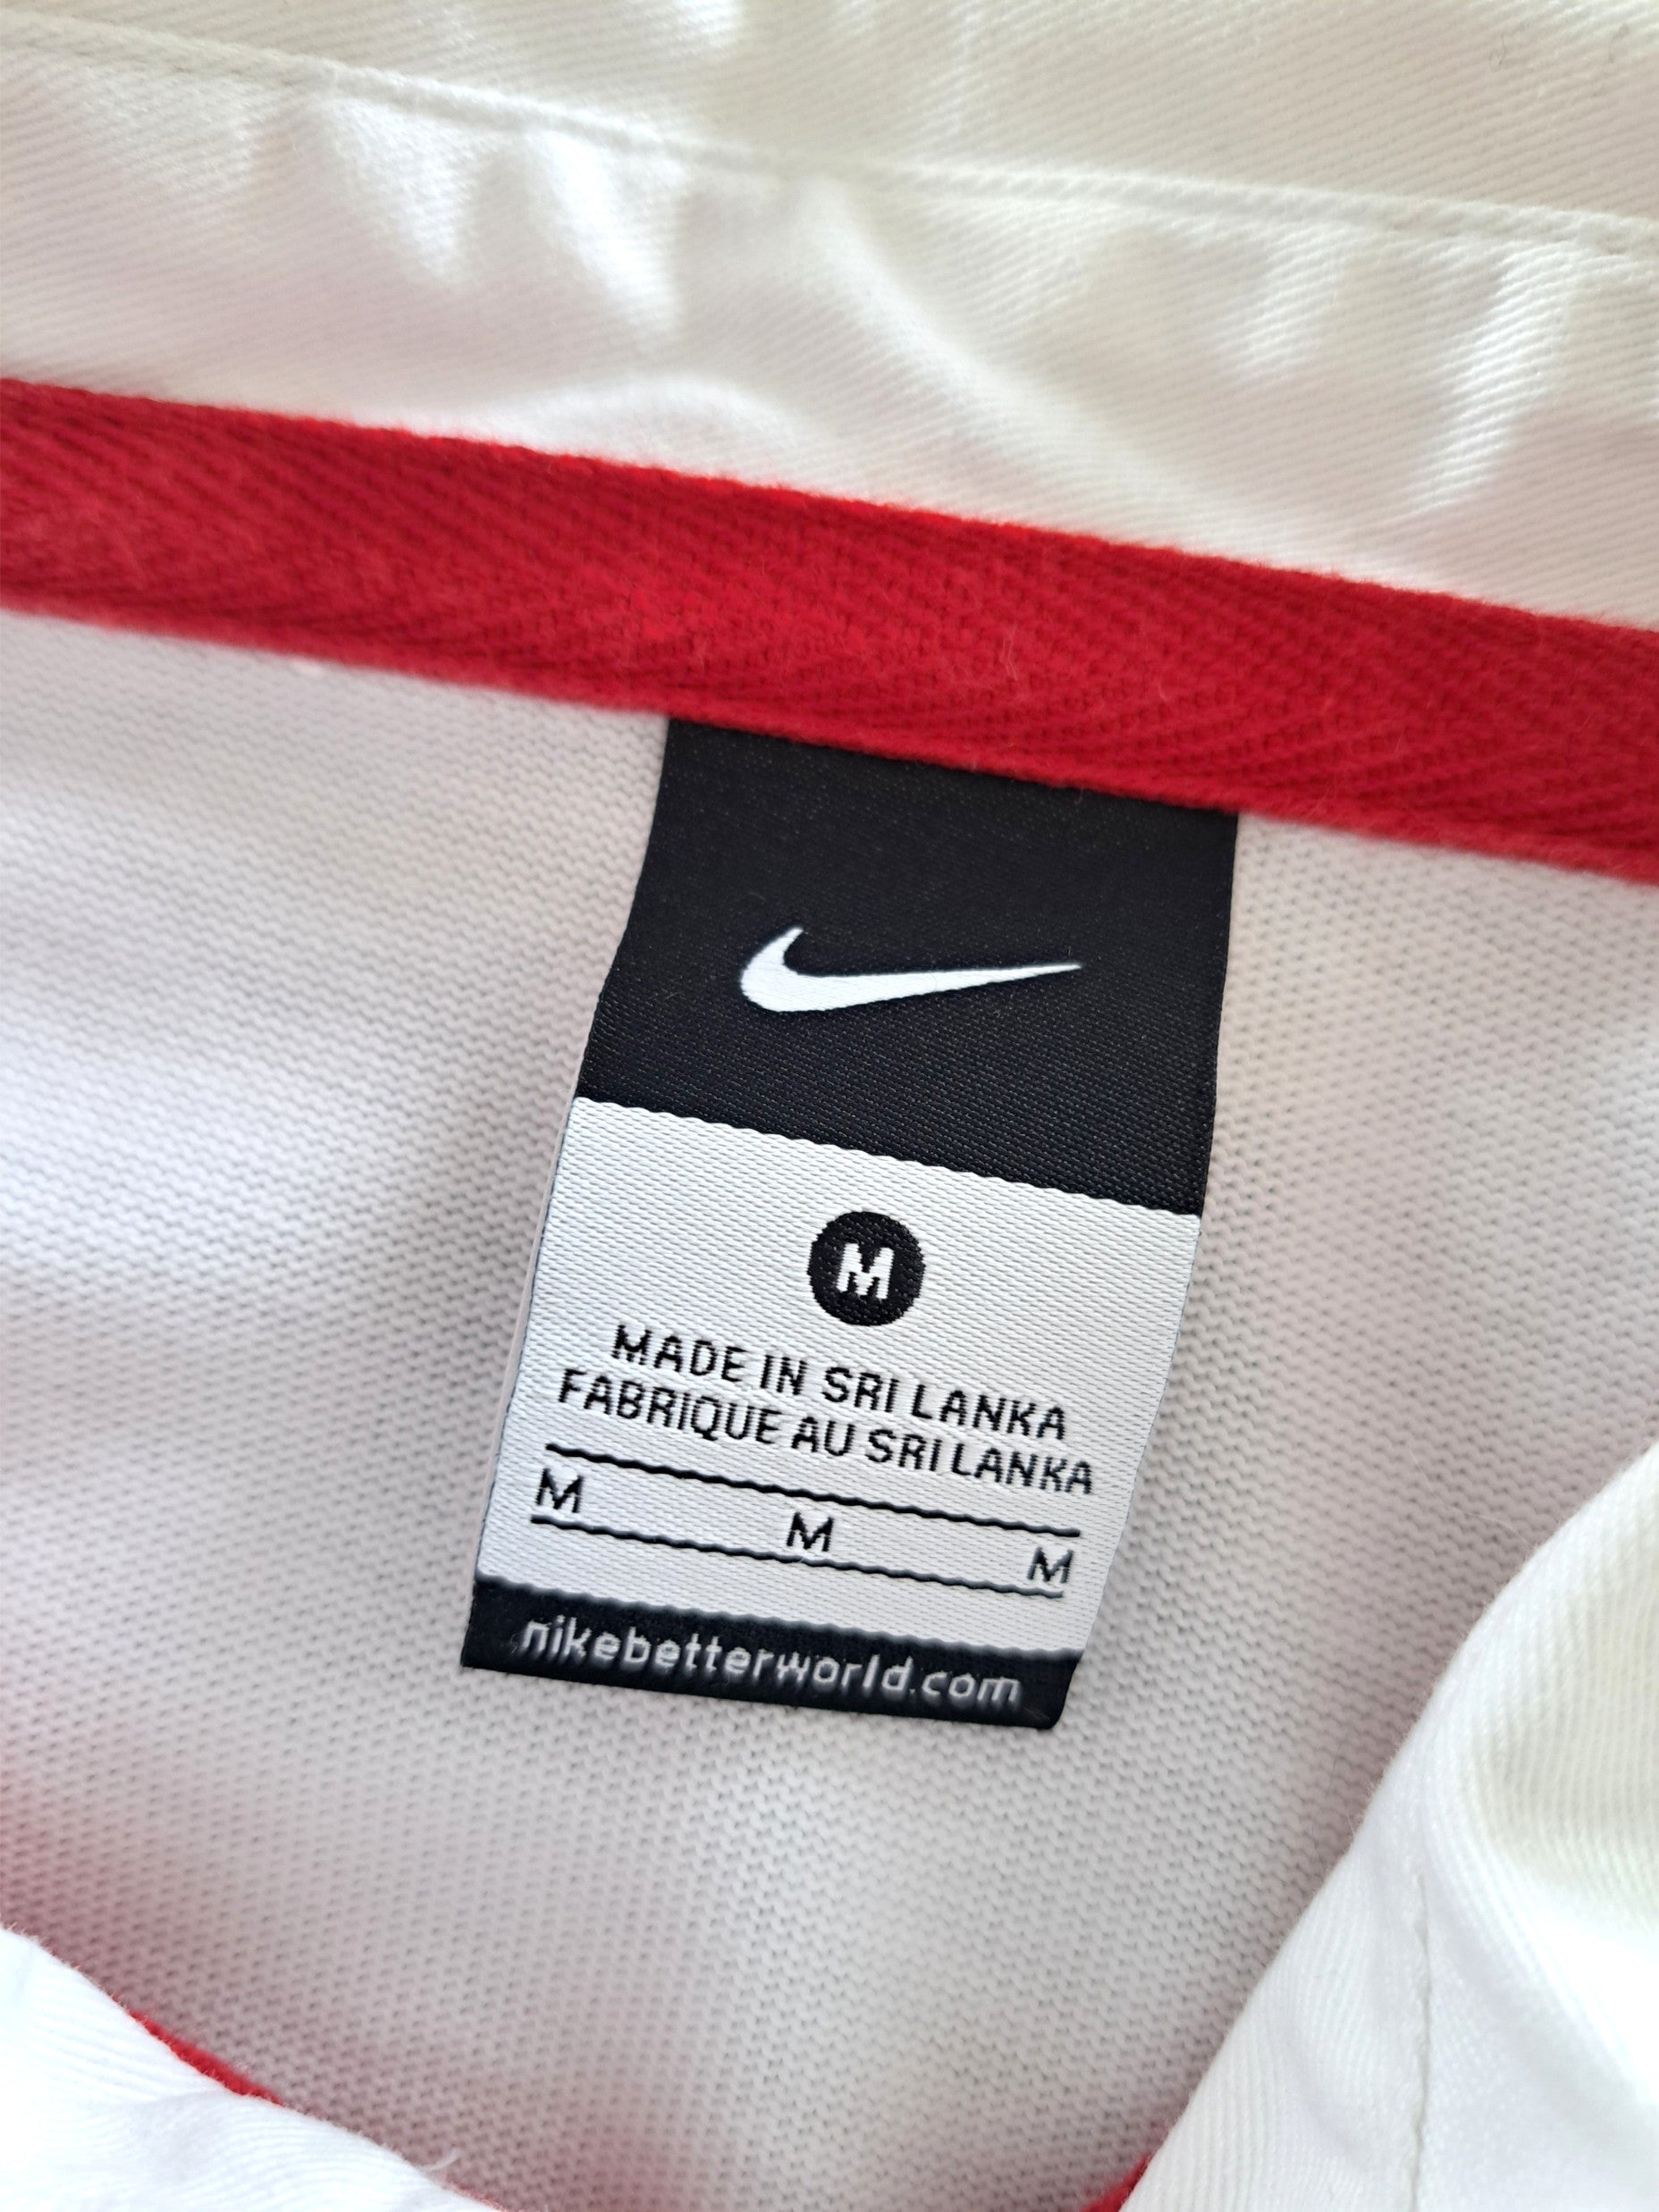 M
MADE IN SRI LANKA
FABRIQUE AU SRI LANKA
M M M
nikebetterworld.com